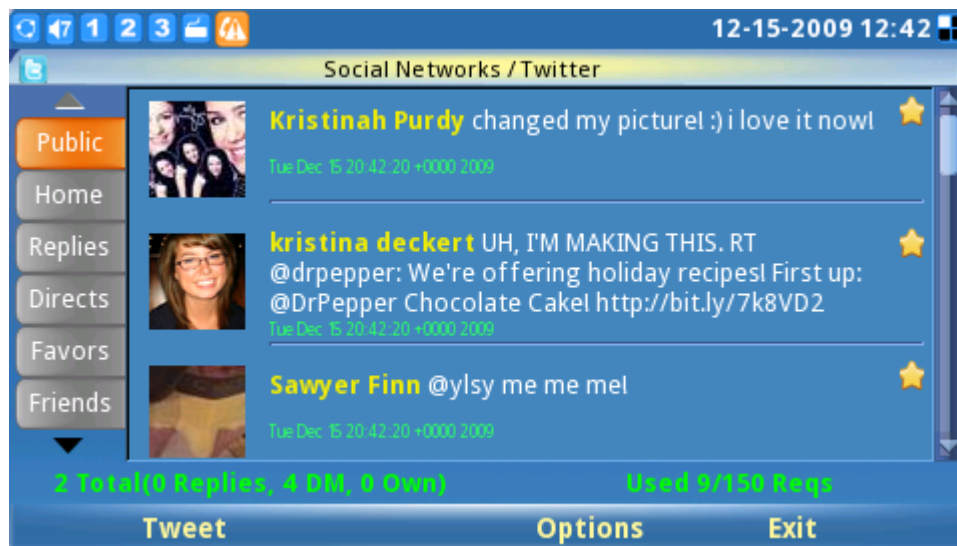 7 1 2 3 12-15-2009 12:42
Social Networks / Twitter
Public
Home
Replies
Directs
Favors
Friends
Kristinah Purdy changed my picture! :) i love it now!
Tue Dec 15 20:42:20 +0000 2009
kristina deckert UH, I'M MAKING THIS. RT
@drpepper: We're offering holiday recipes! First up:
@DrPepper Chocolate Cake! http://bit.ly/7k8VD2
Tue Dec 15 20:42:20 +0000 2009
Sawyer Finn @ylsy me me me!
Tue Dec 15 20:42:20 +0000 2009
2 Total(0 Replies, 4 DM, 0 Own) Used 9/150 Reqs
Tweet Options Exit